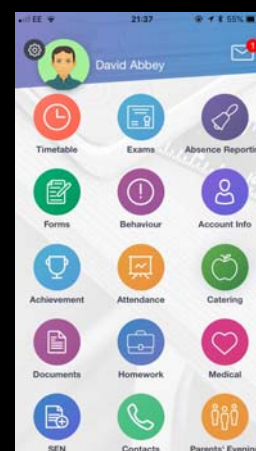 EE 21:37 55%
1
David Abbey
Timetable Exams Absence Reporting
Forms Behaviour Account Info
Achievement Attendance Catering
Documents Homework Medical
SEN Contacts Parents' Evening